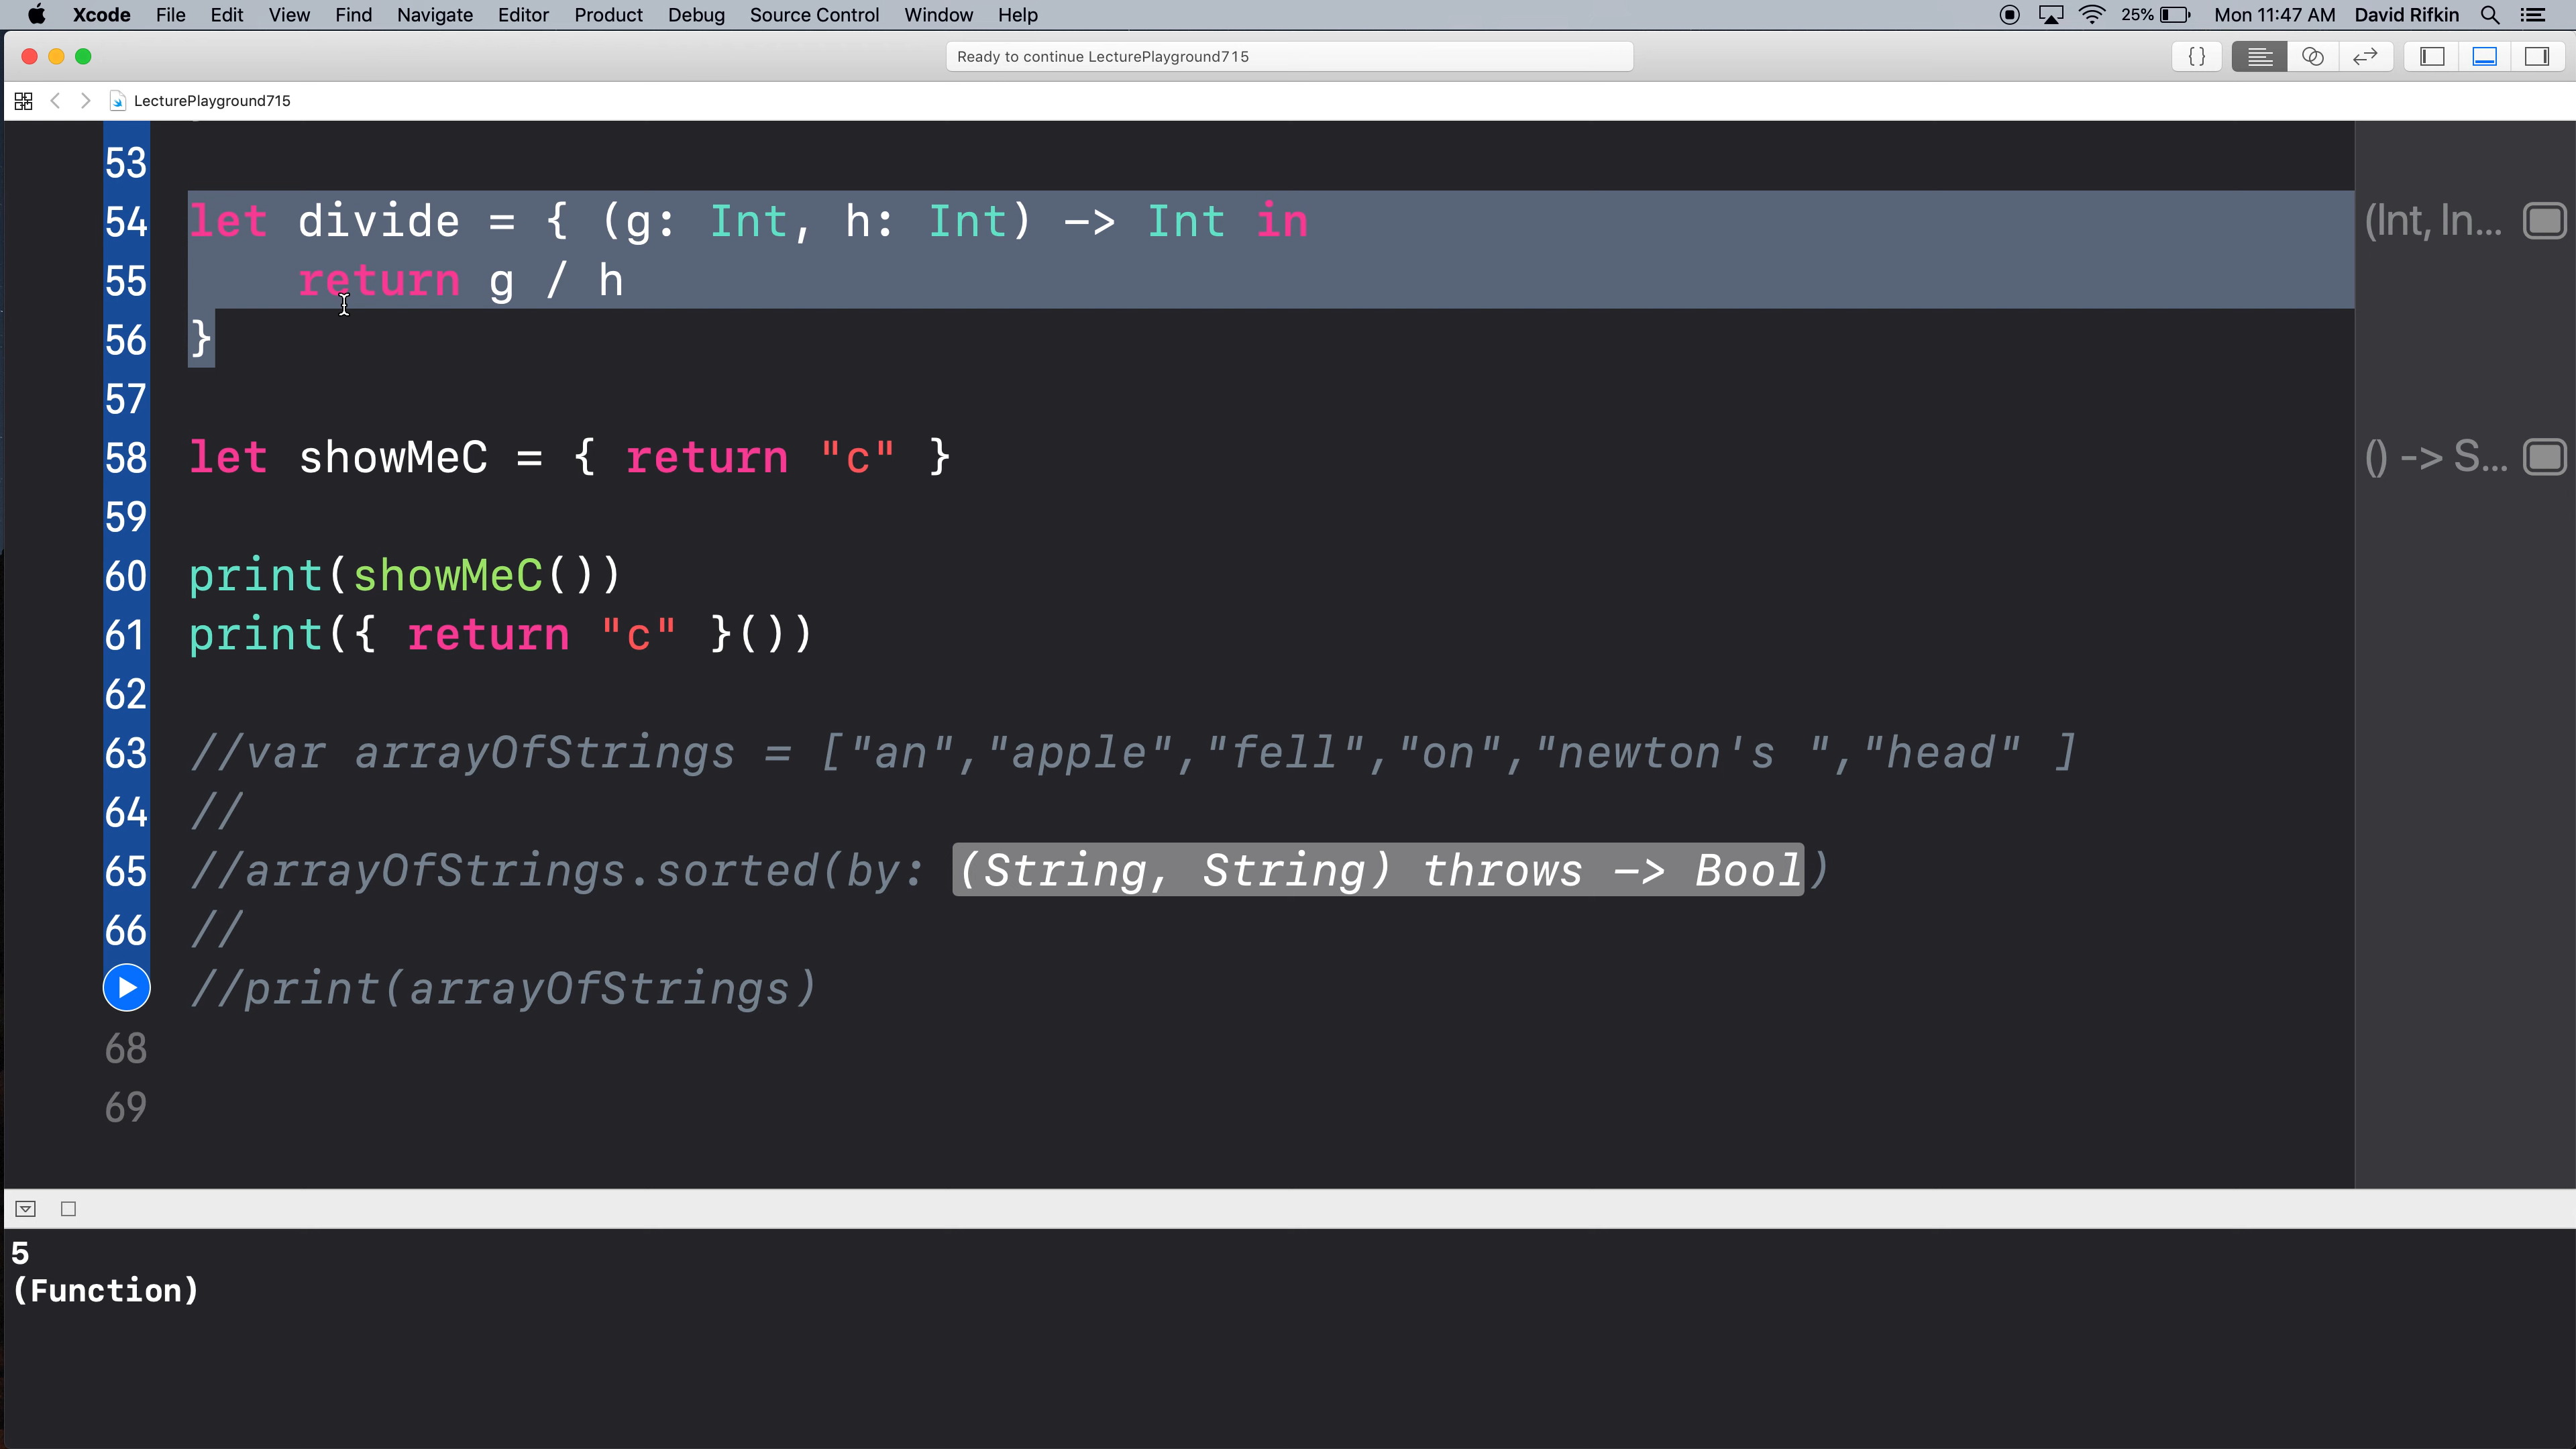 Xcode File Edit View Find Navigate Editor Product Debug Source Control Window Help 25% Mon 11:47 AM David Rifkin
Ready to continue LecturePlayground715 { }
LecturePlayground715
53
54 let divide = { (g: Int, h: Int) -> Int in (Int, In...
55 return g / h
56 }
57
58 let showMeC = { return "c" } () -> S...
59
60 print(showMeC())
61 print({ return "c" }())
62
63 //var arrayOfStrings = ["an","apple","fell","on","newton's ","head" ]
64 //
65 //arrayOfStrings.sorted(by: (String, String) throws -> Bool)
66 //
//print(arrayOfStrings)
68
69
5
(Function)